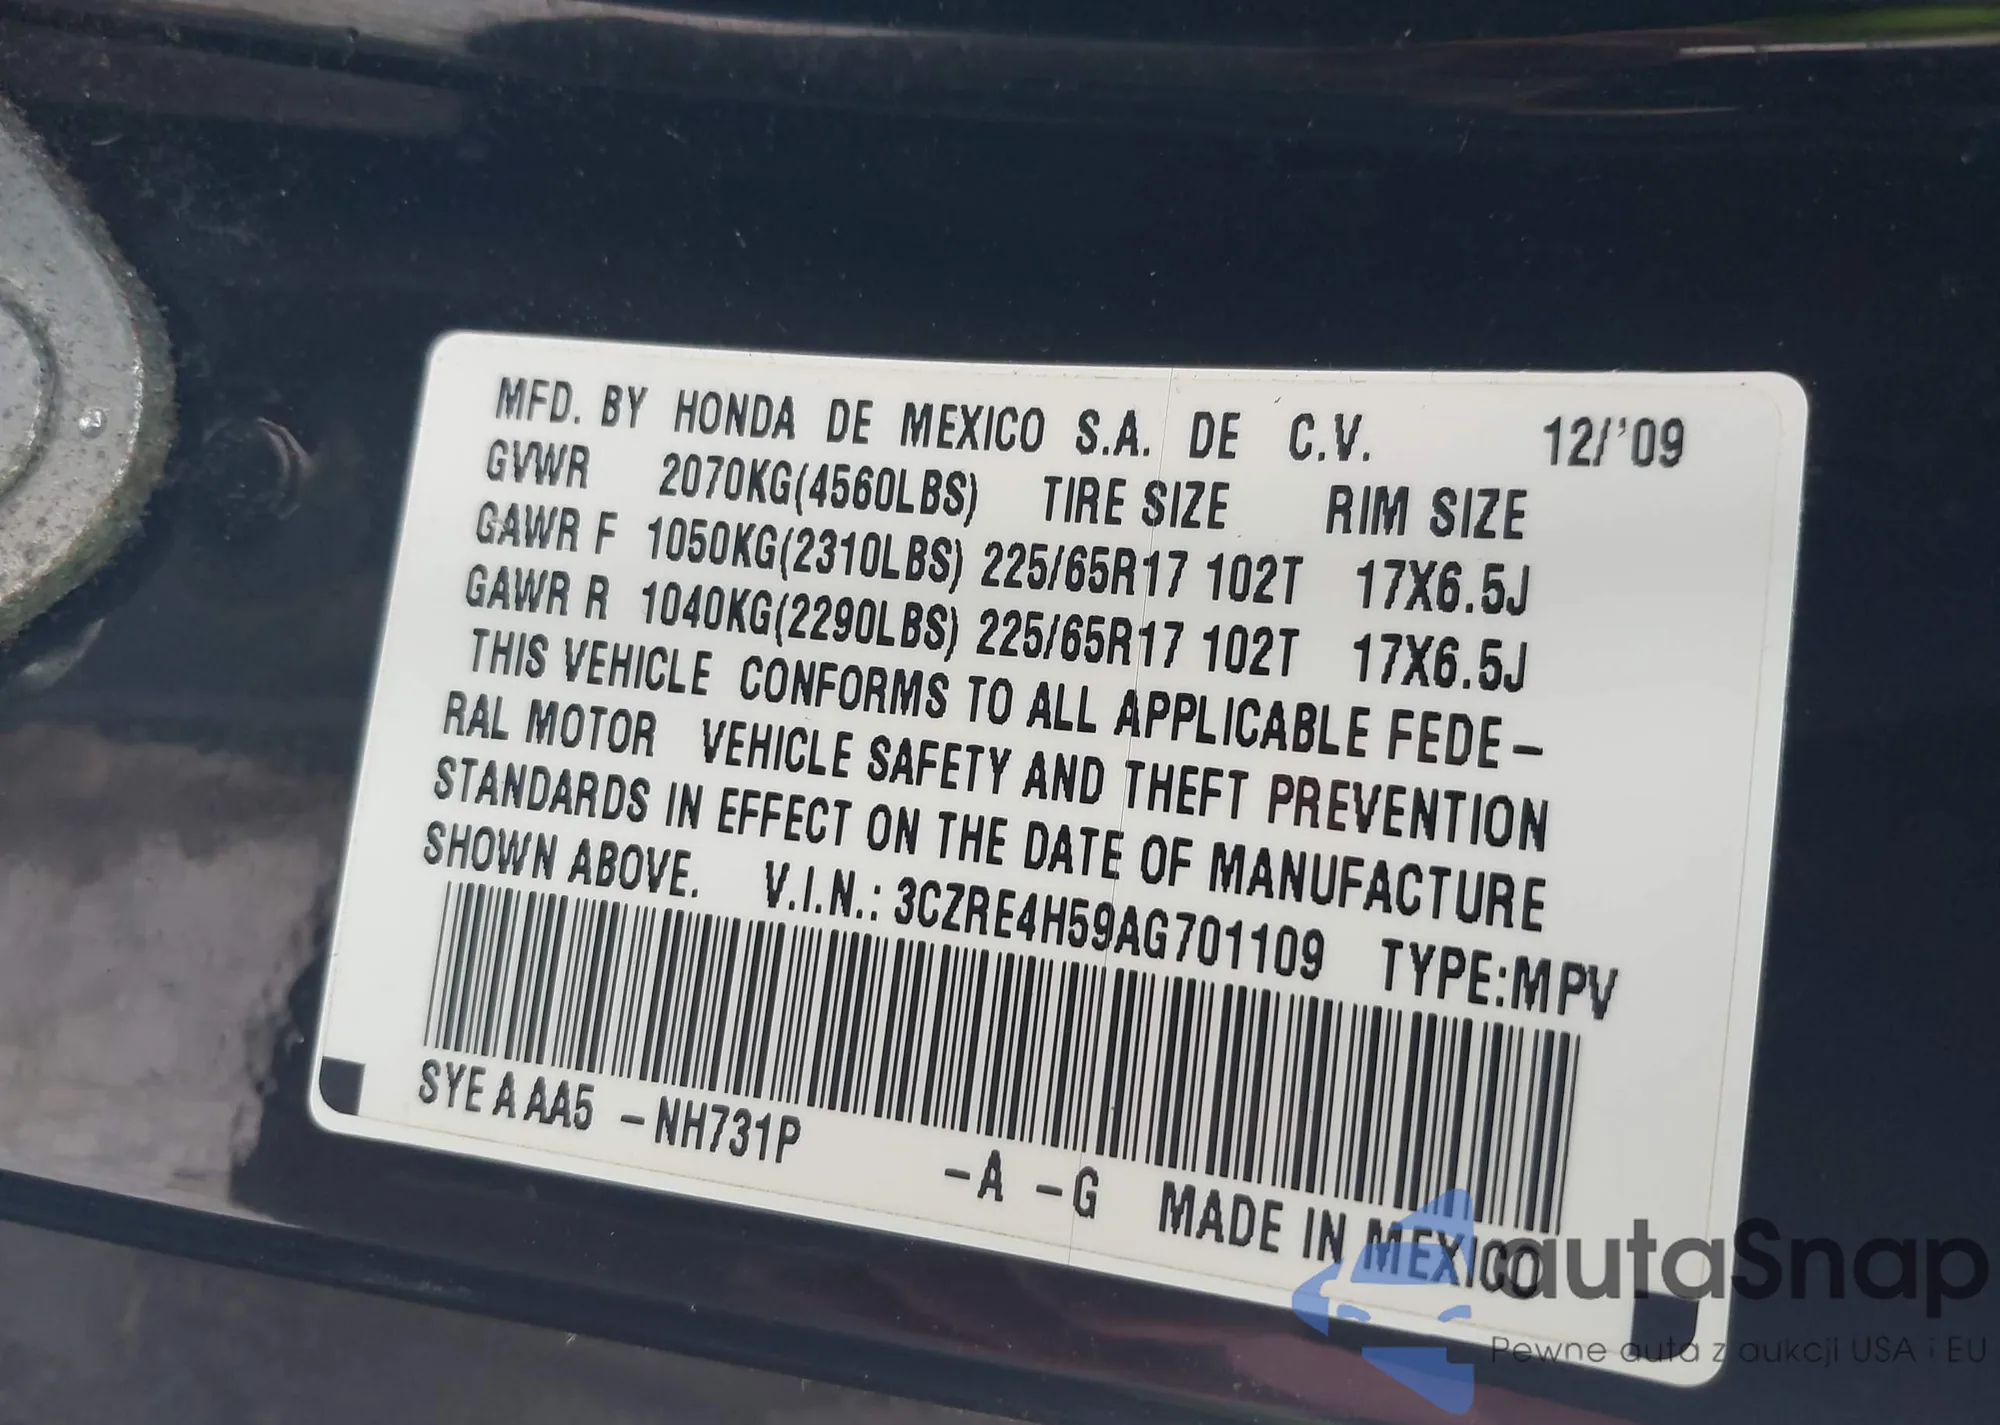 MFD. BY HONDA DE MEXICO S.A. DE C.V. 12/'09
GVWR 2070KG(4560LBS) TIRE SIZE RIM SIZE
GAWR F 1050KG(2310LBS) 225/65R17 102T 17X6.5J
GAWR R 1040KG(2290LBS) 225/65R17 102T 17X6.5J
THIS VEHICLE CONFORMS TO ALL APPLICABLE FEDE-
RAL MOTOR VEHICLE SAFETY AND THEFT PREVENTION
STANDARDS IN EFFECT ON THE DATE OF MANUFACTURE
SHOWN ABOVE. V.I.N.: 3CZRE4H59AG701109 TYPE:MPV
SYEAAA5 -NH731P -A -G MADE IN MEXICO
autaSnap
Pewne auta z aukcji USA i EU